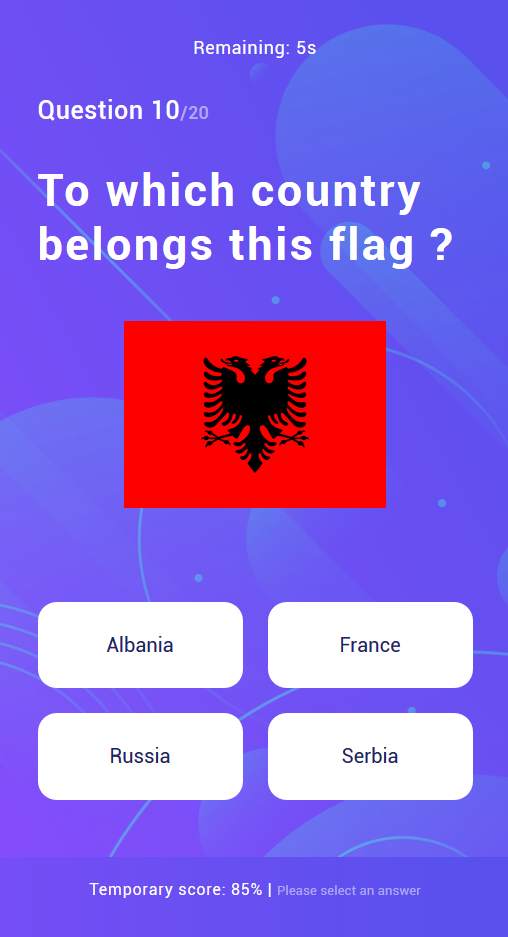 Remaining: 5s
Question 10/20
To which country
belongs this flag ?
Albania
France
Russia
Serbia
Temporary score: 85% | Please select an answer